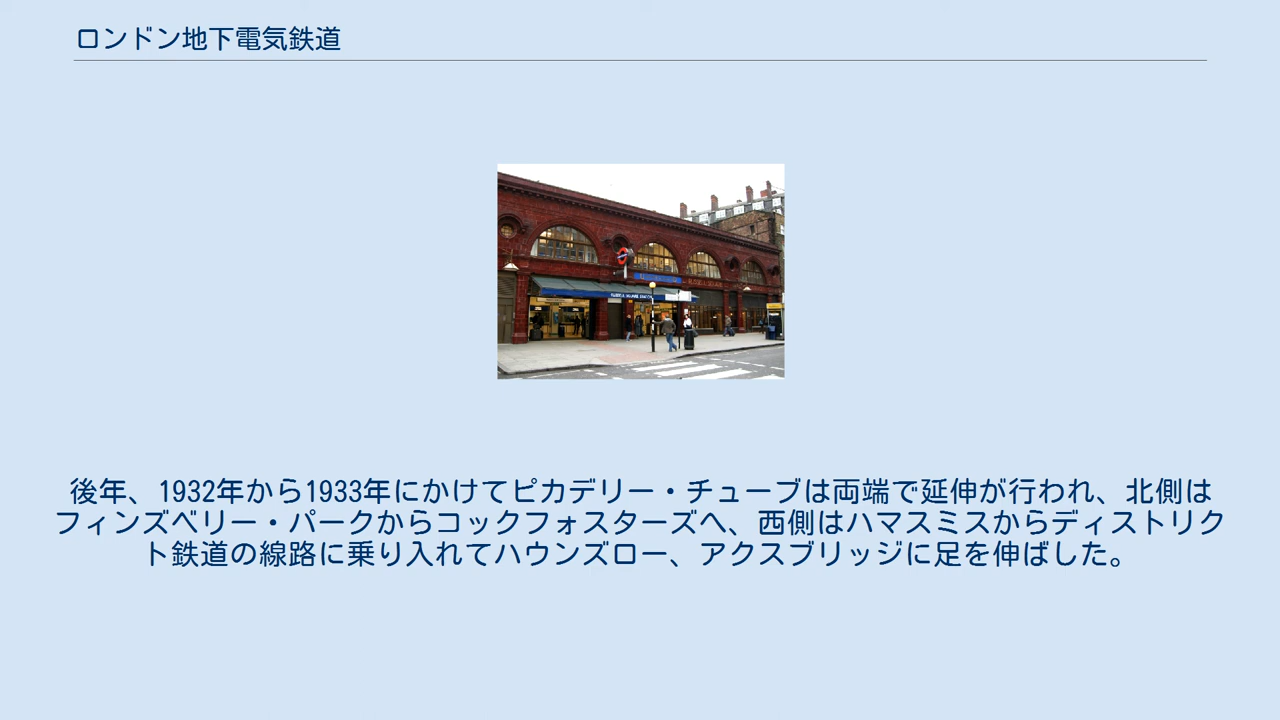 ロンドン地下電気鉄道
後年、1932年から1933年にかけてピカデリー・チューブは両端で延伸が行われ、北側は
フィンズベリー・パークからコックフォスターズへ、西側はハマスミスからディストリク
ト鉄道の線路に乗り入れてハウンズロー、アクスブリッジに足を伸ばした。